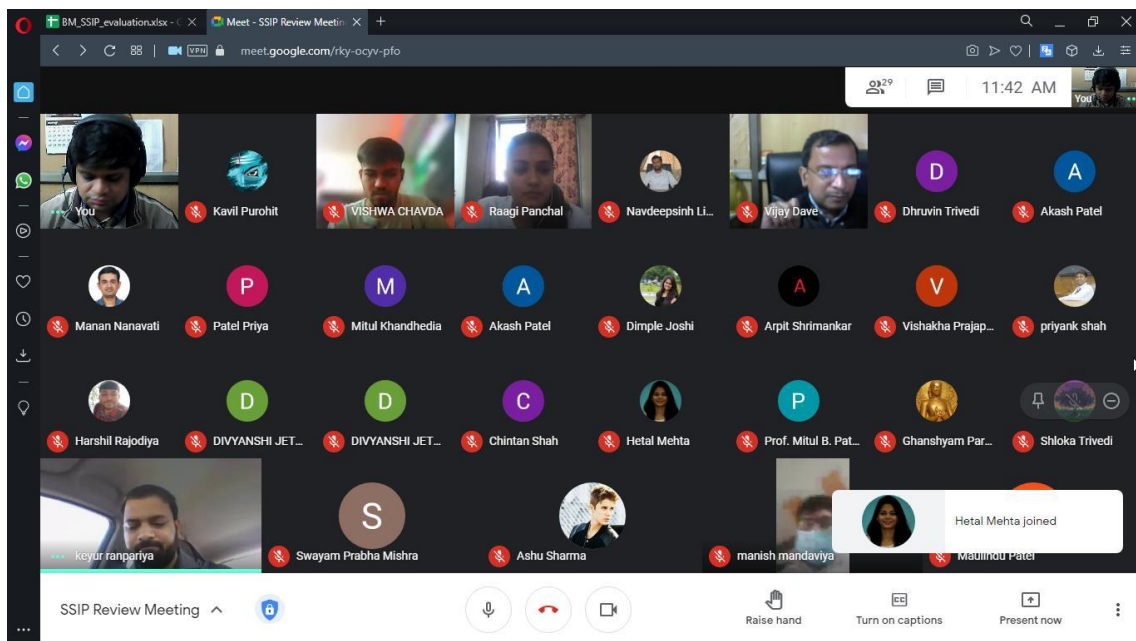 BM_SSIP_evaluation.xlsx - G
Meet - SSIP Review Meetin
VPN
meet.google.com/rky-ocyv-pfo
29
11:42 AM
You
You
Kavil Purohit
VISHWA CHAVDA
Raagi Panchal
Navdeepsinh Li...
Vijay Dave
D
Dhruvin Trivedi
A
Akash Patel
Manan Nanavati
P
Patel Priya
M
Mitul Khandhedia
A
Akash Patel
Dimple Joshi
A
Arpit Shrimankar
V
Vishakha Prajap...
priyank shah
Harshil Rajodiya
D
DIVYANSHI JET...
D
DIVYANSHI JET...
C
Chintan Shah
Hetal Mehta
P
Prof. Mitul B. Pat...
Ghanshyam Par...
Shloka Trivedi
keyur ranpariya
S
Swayam Prabha Mishra
Ashu Sharma
manish mandaviya
Maulindu Patel
Hetal Mehta joined
SSIP Review Meeting
Raise hand
CC
Turn on captions
Present now